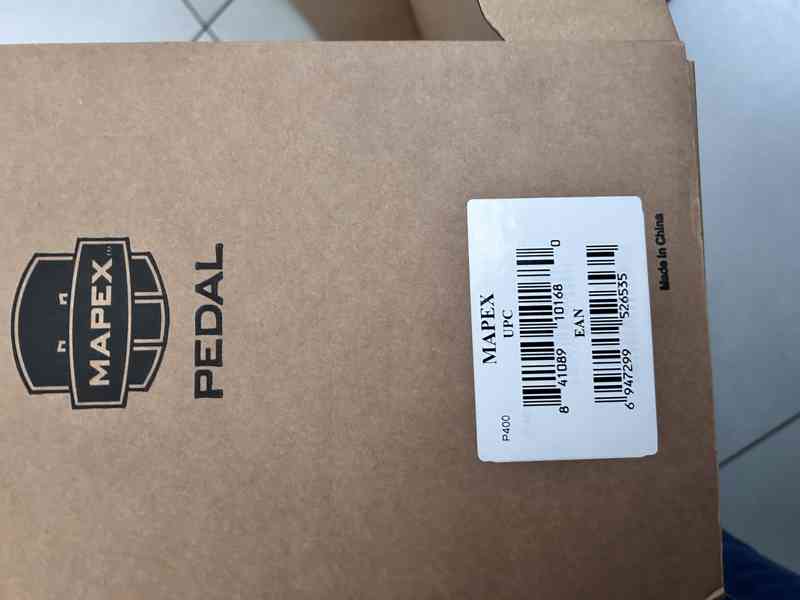 MAPEX
PEDAL
MAPEX
UPC
P400
8 41089 10168 0
EAN
6 947299 526535
Made In China